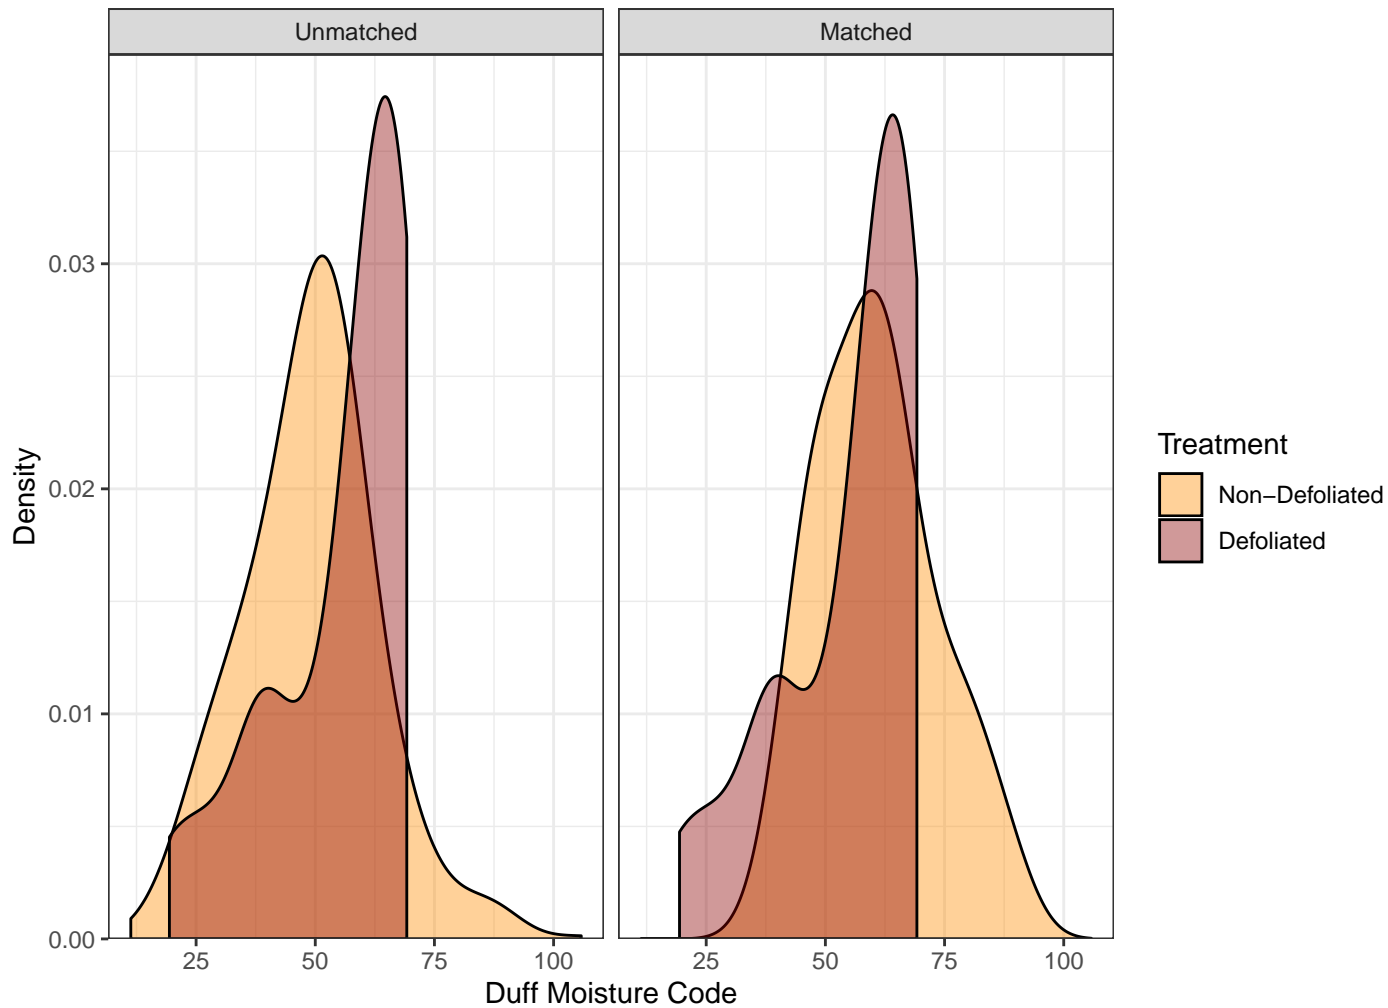 Unmatched
Matched
Density
0.03
0.02
0.01
0.00
25 50 75 100
25 50 75 100
Duff Moisture Code
Treatment
Non−Defoliated
Defoliated